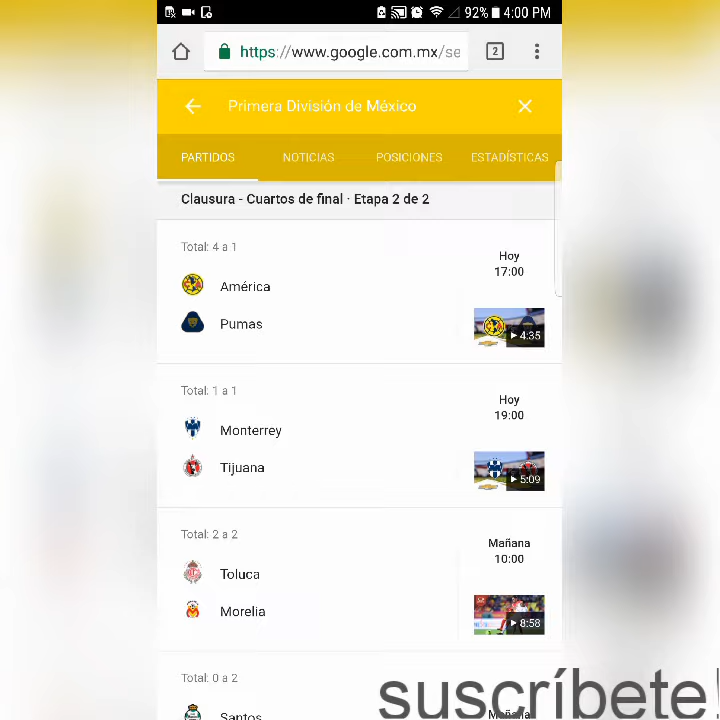 92% 4:00 PM
https://www.google.com.mx/se
2
Primera División de México
PARTIDOS NOTICIAS POSICIONES ESTADÍSTICAS
Clausura - Cuartos de final · Etapa 2 de 2
Total: 4 a 1
Hoy
17:00
América
Pumas
4:35
Total: 1 a 1
Hoy
19:00
Monterrey
Tijuana
5:09
Total: 2 a 2
Mañana
10:00
Toluca
Morelia
8:58
Total: 0 a 2
Santos
Mañana
suscríbete!